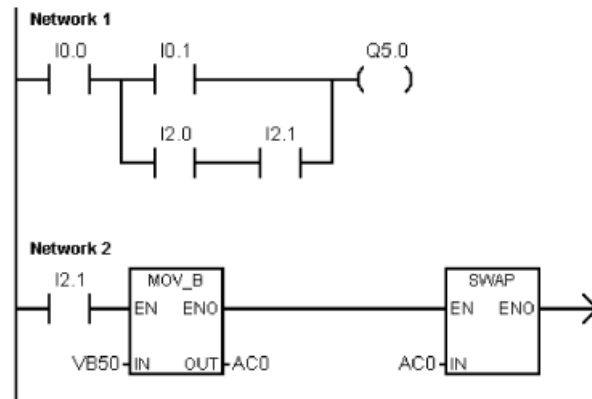 Network 1
I0.0 I0.1 Q5.0
I2.0 I2.1
Network 2
I2.1 MOV_B SWAP
EN ENO EN ENO
VB50 IN OUT AC0 AC0 IN